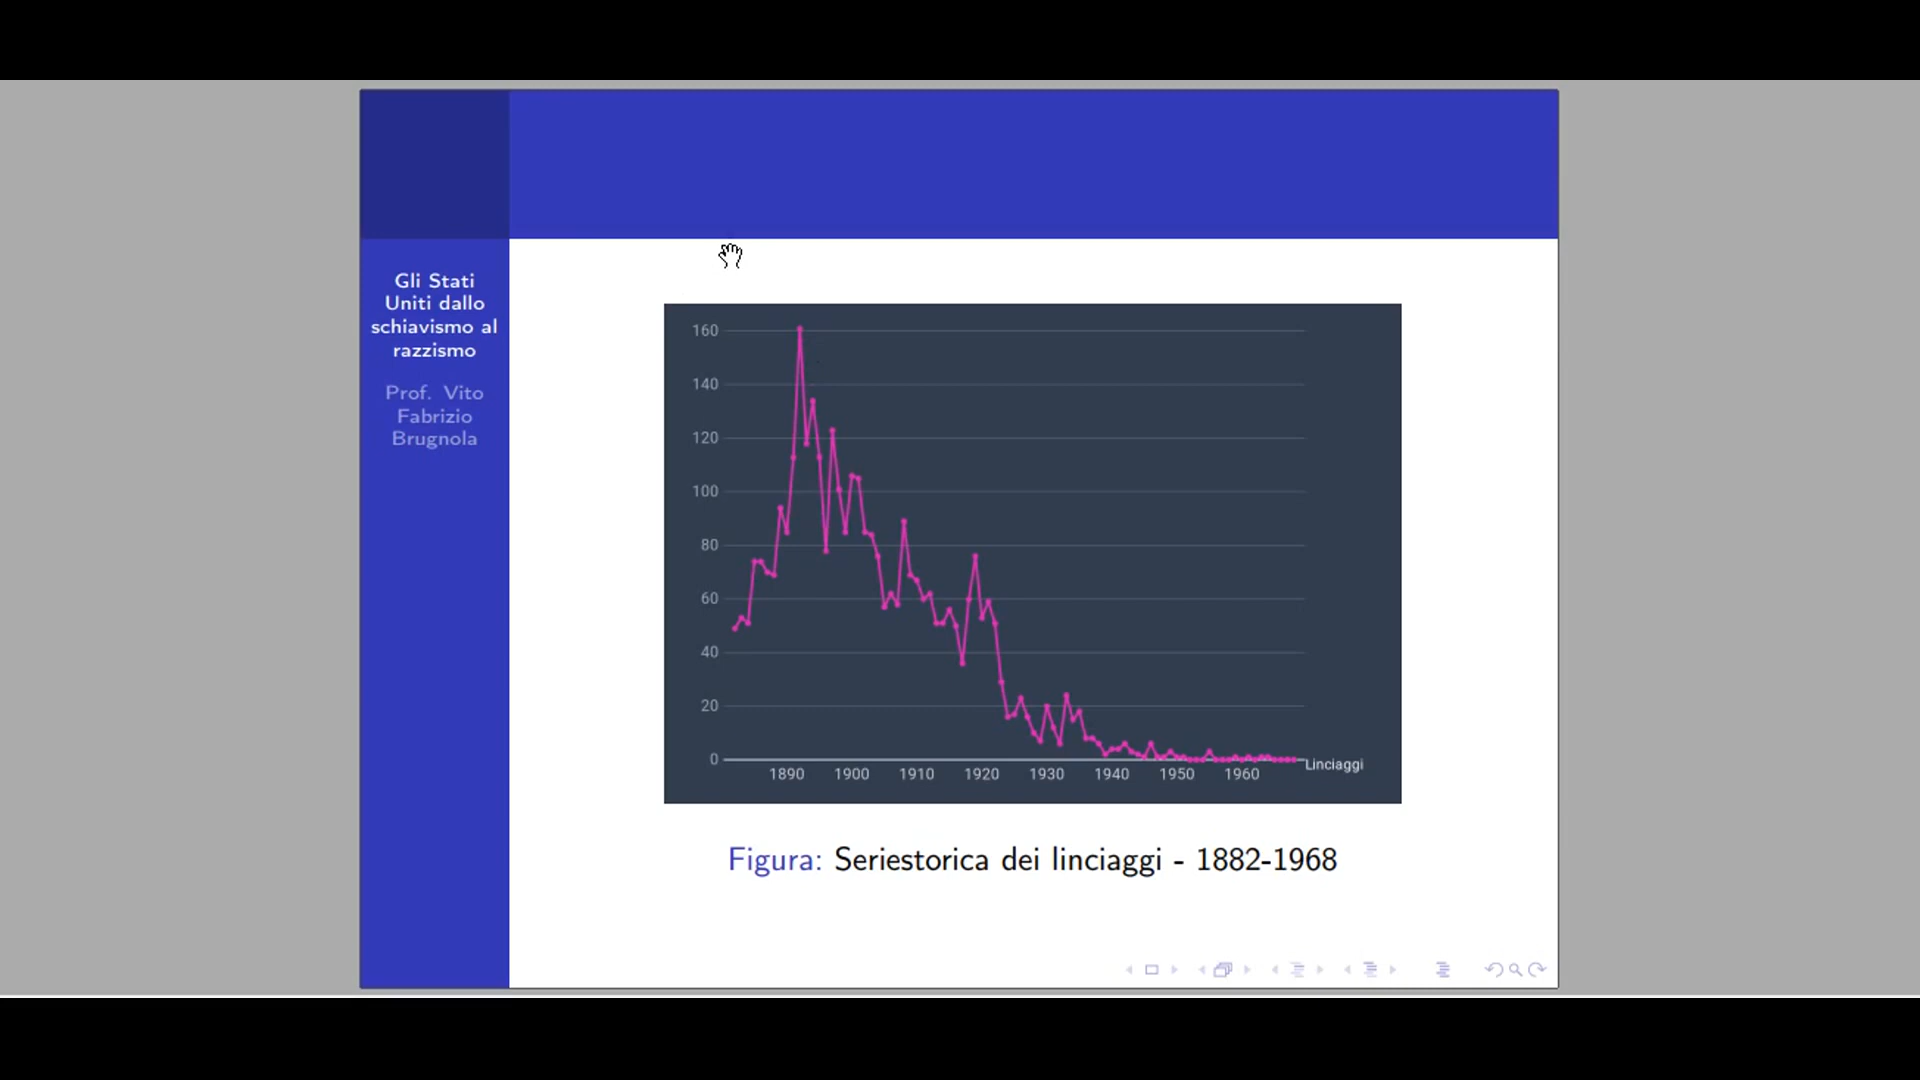 Gli Stati
Uniti dallo
schiavismo al
razzismo
Prof. Vito
Fabrizio
Brugnola
160
140
120
100
80
60
40
20
0
1890 1900 1910 1920 1930 1940 1950 1960
Linciaggi
Figura: Seriestorica dei linciaggi - 1882-1968